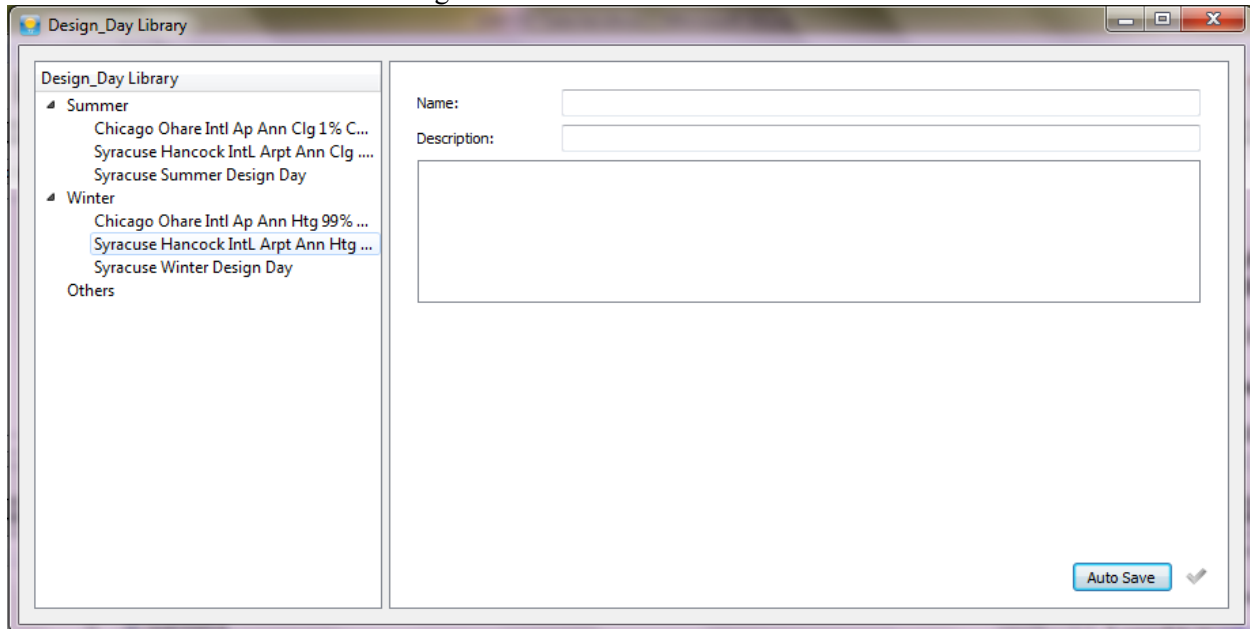 Design_Day Library
Design_Day Library
Summer
Chicago Ohare Intl Ap Ann Clg 1% C...
Syracuse Hancock IntL Arpt Ann Clg ....
Syracuse Summer Design Day
Winter
Chicago Ohare Intl Ap Ann Htg 99% ...
Syracuse Hancock IntL Arpt Ann Htg ...
Syracuse Winter Design Day
Others
Name:
Description:
Auto Save